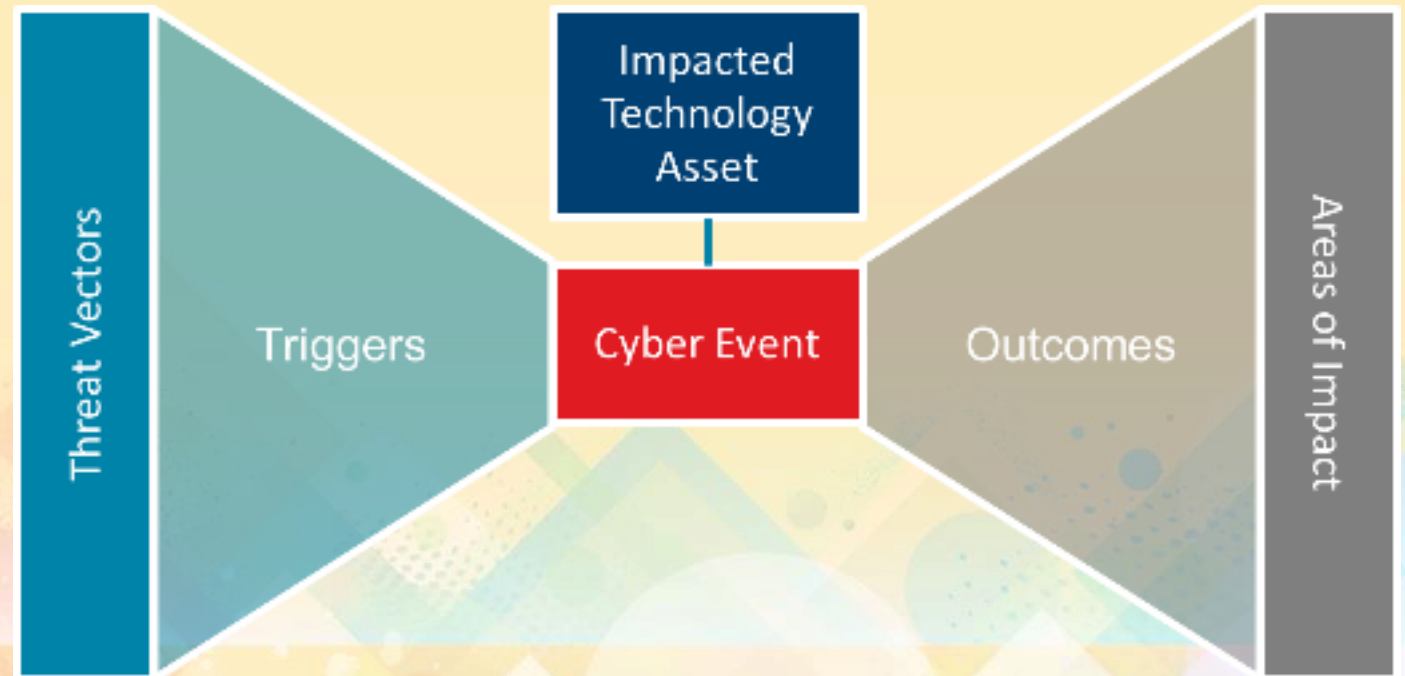 Threat Vectors
Triggers
Impacted
Technology
Asset
Cyber Event
Outcomes
Areas of Impact